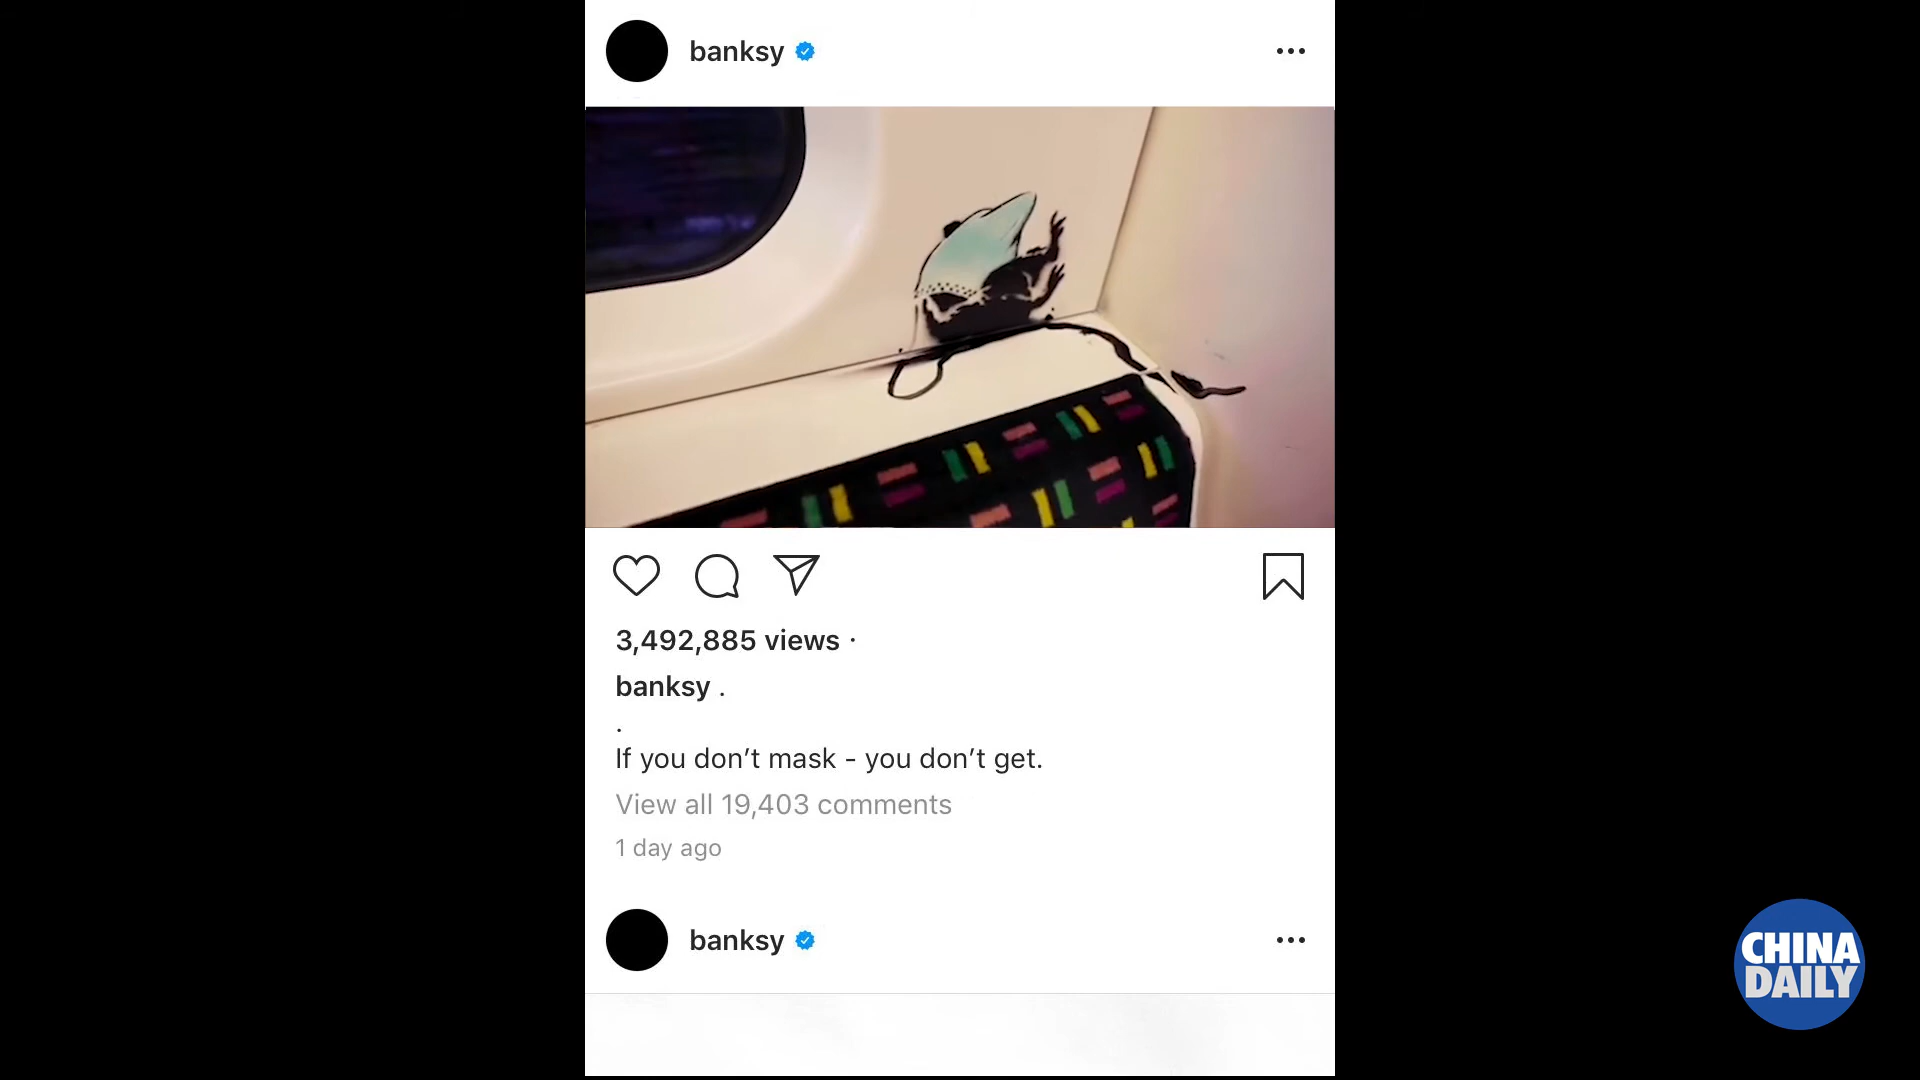 banksy
3,492,885 views ·
banksy .
.
If you don’t mask - you don’t get.
View all 19,403 comments
1 day ago
banksy
CHINA
DAILY